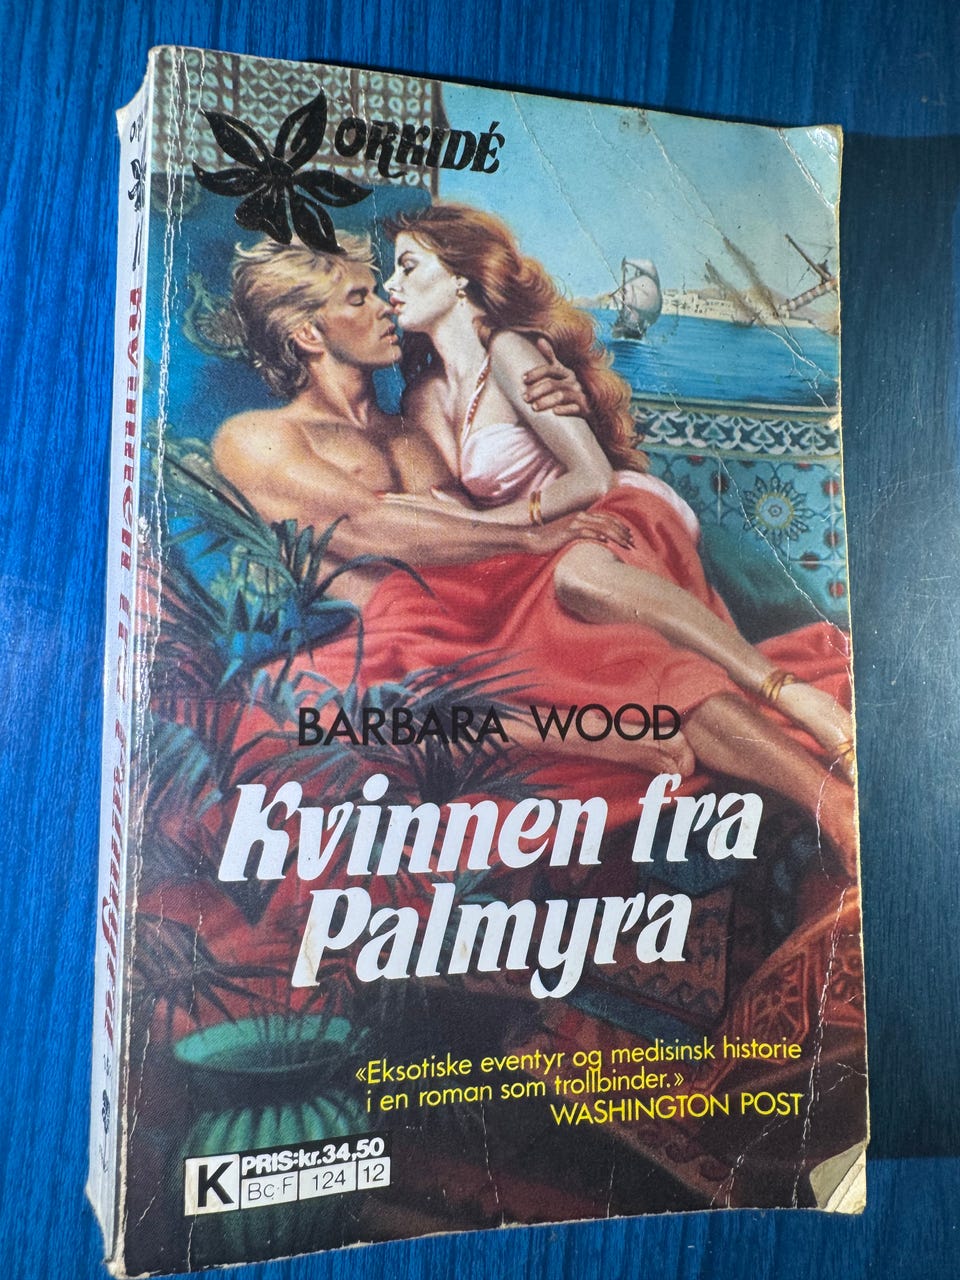 ORKIDÉ
BARBARA WOOD
Kvinnen fra
Palmyra
«Eksotiske eventyr og medisinsk historie
i en roman som trollbinder.»
WASHINGTON POST
K PRIS:kr.34,50
Bc-F 124 12